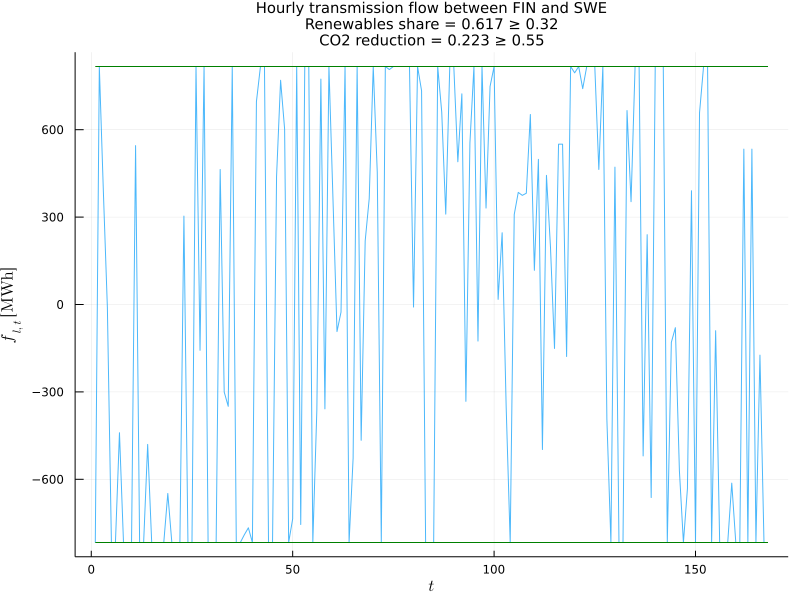 Hourly transmission flow between FIN and SWE
Renewables share = 0.617 ≥ 0.32
CO2 reduction = 0.223 ≥ 0.55
600
300
0
−300
−600
f l,t [MWh]
0
50
100
150
t